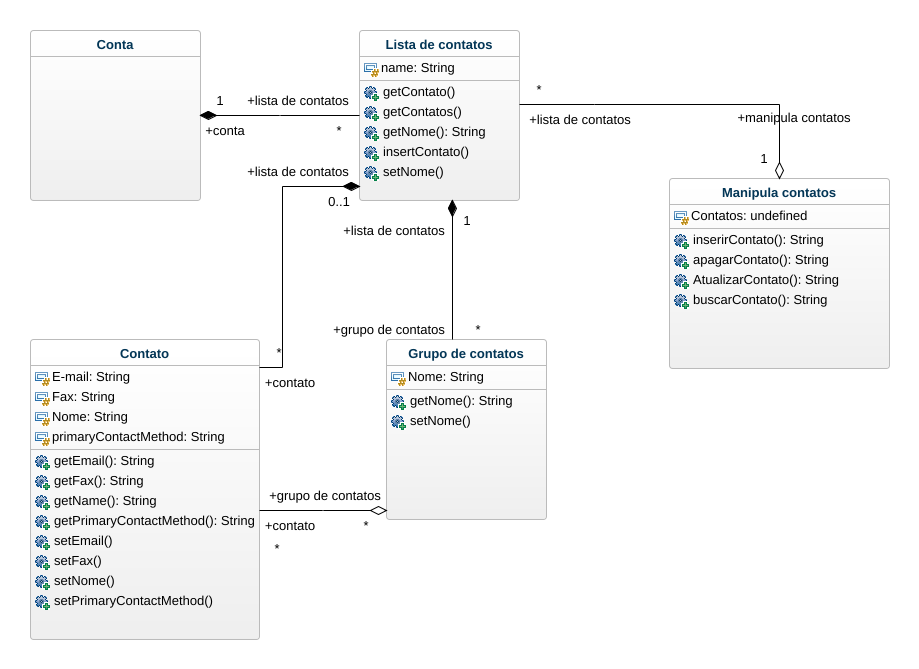 Conta
Lista de contatos
name: String
getContato()
getContatos()
getNome(): String
insertContato()
setNome()
1
+lista de contatos
+conta
*
*
+lista de contatos
+manipula contatos
1
+lista de contatos
0..1
1
+lista de contatos
Manipula contatos
Contatos: undefined
inserirContato(): String
apagarContato(): String
AtualizarContato(): String
buscarContato(): String
+grupo de contatos
*
*
+contato
Contato
E-mail: String
Fax: String
Nome: String
primaryContactMethod: String
getEmail(): String
getFax(): String
getName(): String
getPrimaryContactMethod(): String
setEmail()
setFax()
setNome()
setPrimaryContactMethod()
Grupo de contatos
Nome: String
getNome(): String
setNome()
+grupo de contatos
+contato
*
*